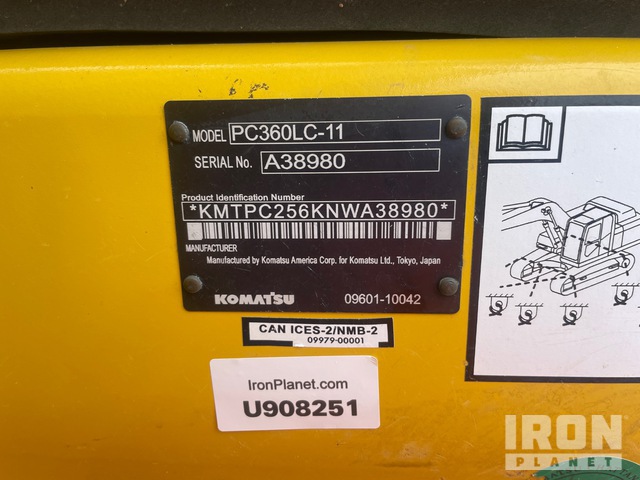 MODEL PC360LC-11
SERIAL No. A38980
Product Identification Number
*KMTPC256KNWA38980*
MANUFACTURER
Manufactured by Komatsu America Corp. for Komatsu Ltd., Tokyo, Japan
KOMATSU 09601-10042
CAN ICES-2/NMB-2
09979-00001
IronPlanet.com
U908251
IRON
PLANET